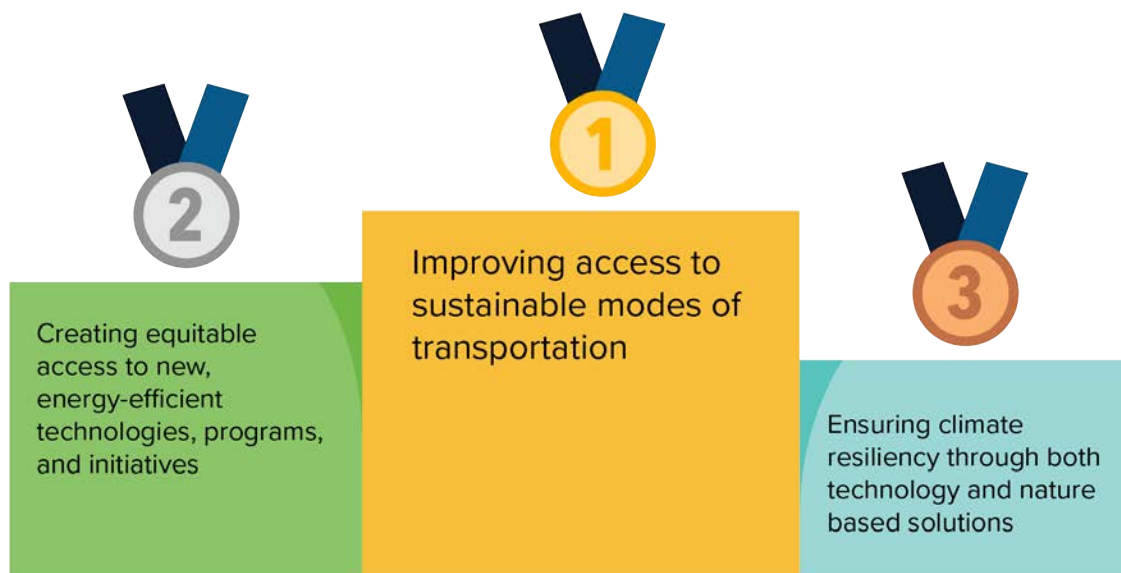 1
Improving access to
sustainable modes of
transportation
2
Creating equitable
access to new,
energy-efficient
technologies, programs,
and initiatives
3
Ensuring climate
resiliency through both
technology and nature
based solutions